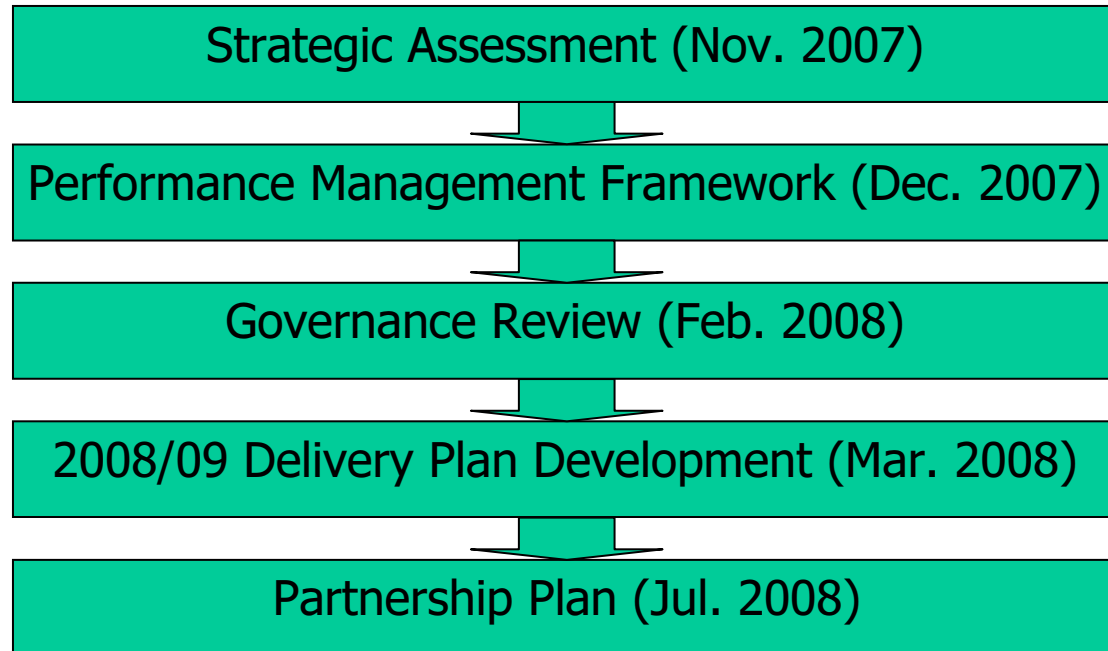 Strategic Assessment (Nov. 2007)
Performance Management Framework (Dec. 2007)
Governance Review (Feb. 2008)
2008/09 Delivery Plan Development (Mar. 2008)
Partnership Plan (Jul. 2008)